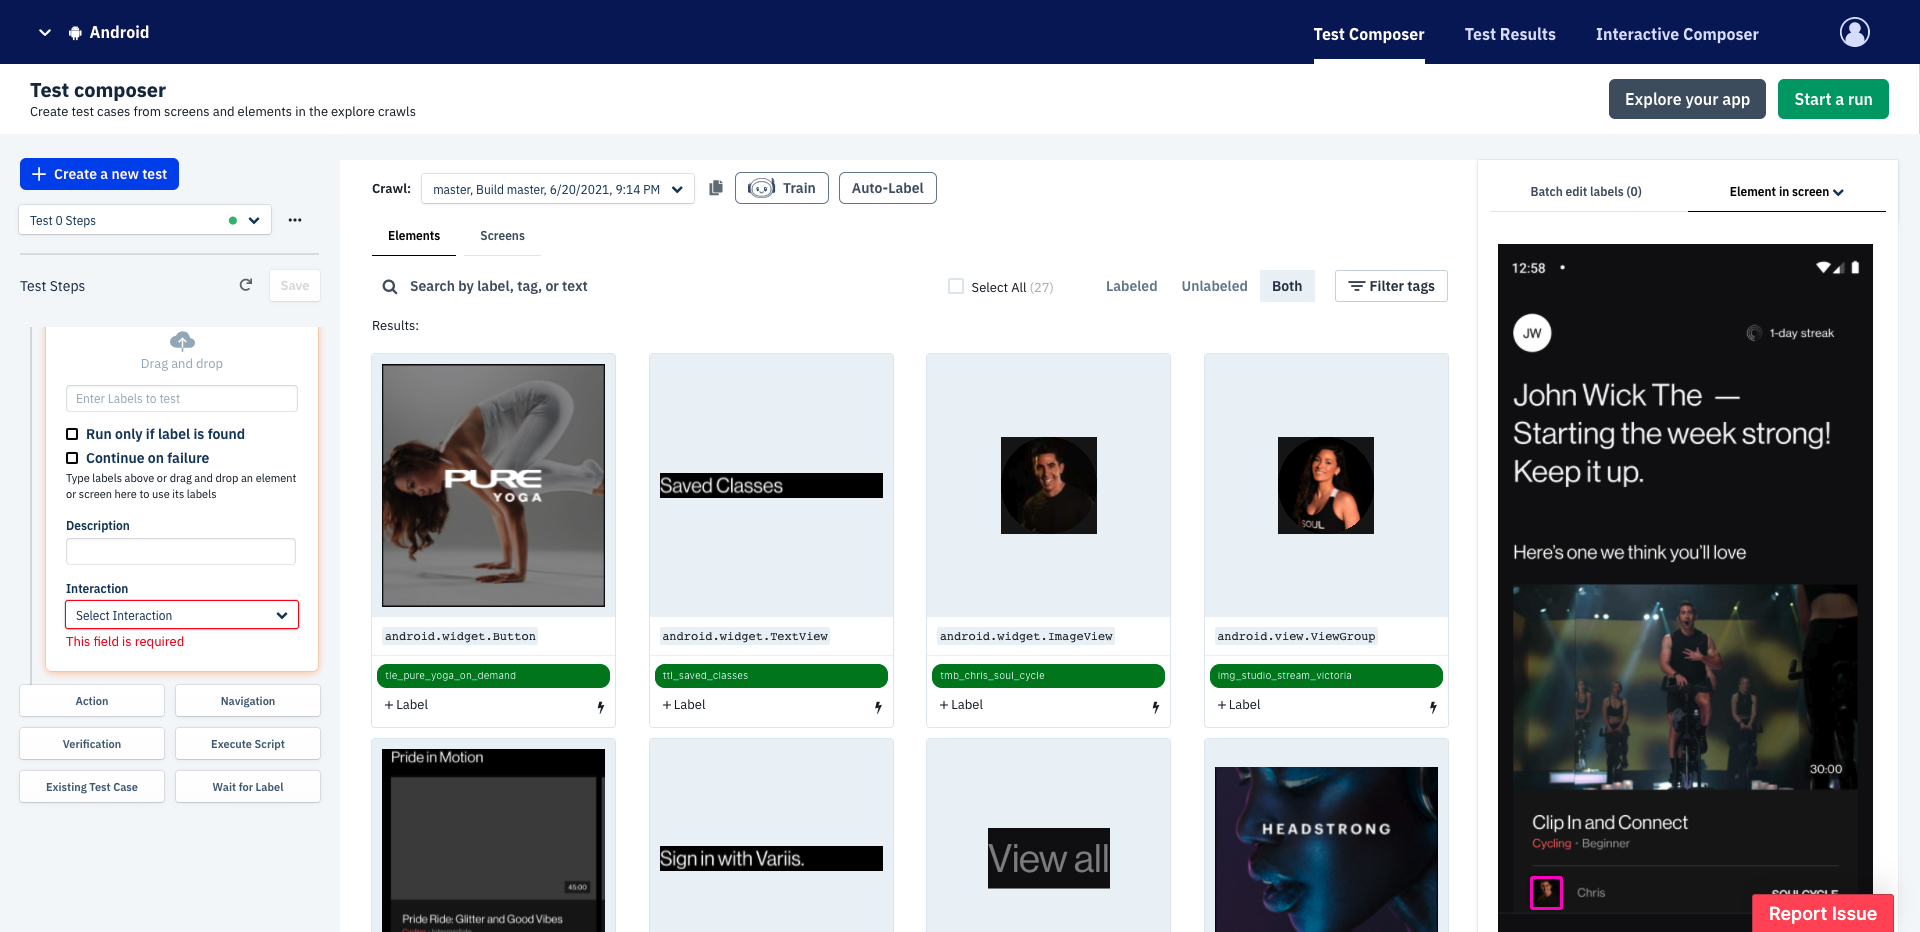 Android
Test Composer
Test Results
Interactive Composer
Test composer
Create test cases from screens and elements in the explore crawls
Explore your app
Start a run
+ Create a new test
Test 0 Steps
Test Steps
Save
Drag and drop
Enter Labels to test
Run only if label is found
Continue on failure
Type labels above or drag and drop an element
or screen here to use its labels
Description
Interaction
Select Interaction
This field is required
Action
Navigation
Verification
Execute Script
Existing Test Case
Wait for Label
Crawl:
master, Build master, 6/20/2021, 9:14 PM
Train
Auto-Label
Elements
Screens
Search by label, tag, or text
Select All (27)
Labeled
Unlabeled
Both
Filter tags
Results:
PURE
YOGA
android.widget.Button
tle_pure_yoga_on_demand
+ Label
Saved Classes
android.widget.TextView
ttl_saved_classes
+ Label
android.widget.ImageView
tmb_chris_soul_cycle
+ Label
SOUL
android.view.ViewGroup
img_studio_stream_victoria
+ Label
Pride in Motion
45:00
Pride Ride: Glitter and Good Vibes
Cycling · Intermediate
Sign in with Variis.
View all
HEADSTRONG
Batch edit labels (0)
Element in screen
12:58
JW
1-day streak
John Wick The —
Starting the week strong!
Keep it up.
Here's one we think you'll love
30:00
Clip In and Connect
Cycling · Beginner
Chris
SOULCYCLE
Report Issue